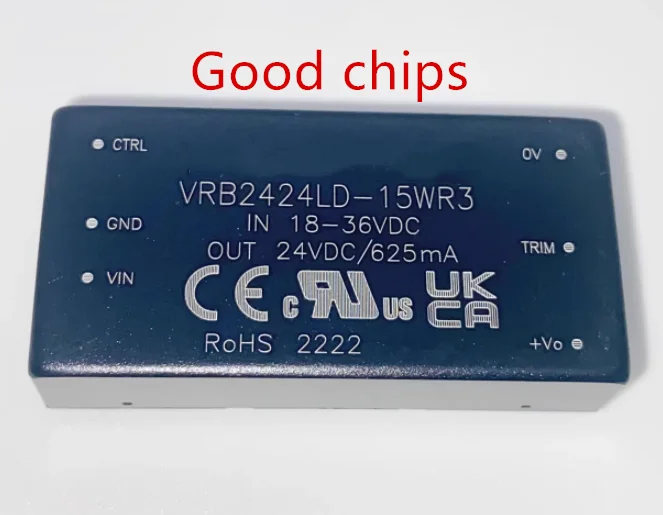 Good chips
CTRL
0V
VRB2424LD-15WR3
GND
IN 18-36VDC
OUT 24VDC/625mA
TRIM
VIN
CE c RU US UK CA
RoHS 2222
+Vo